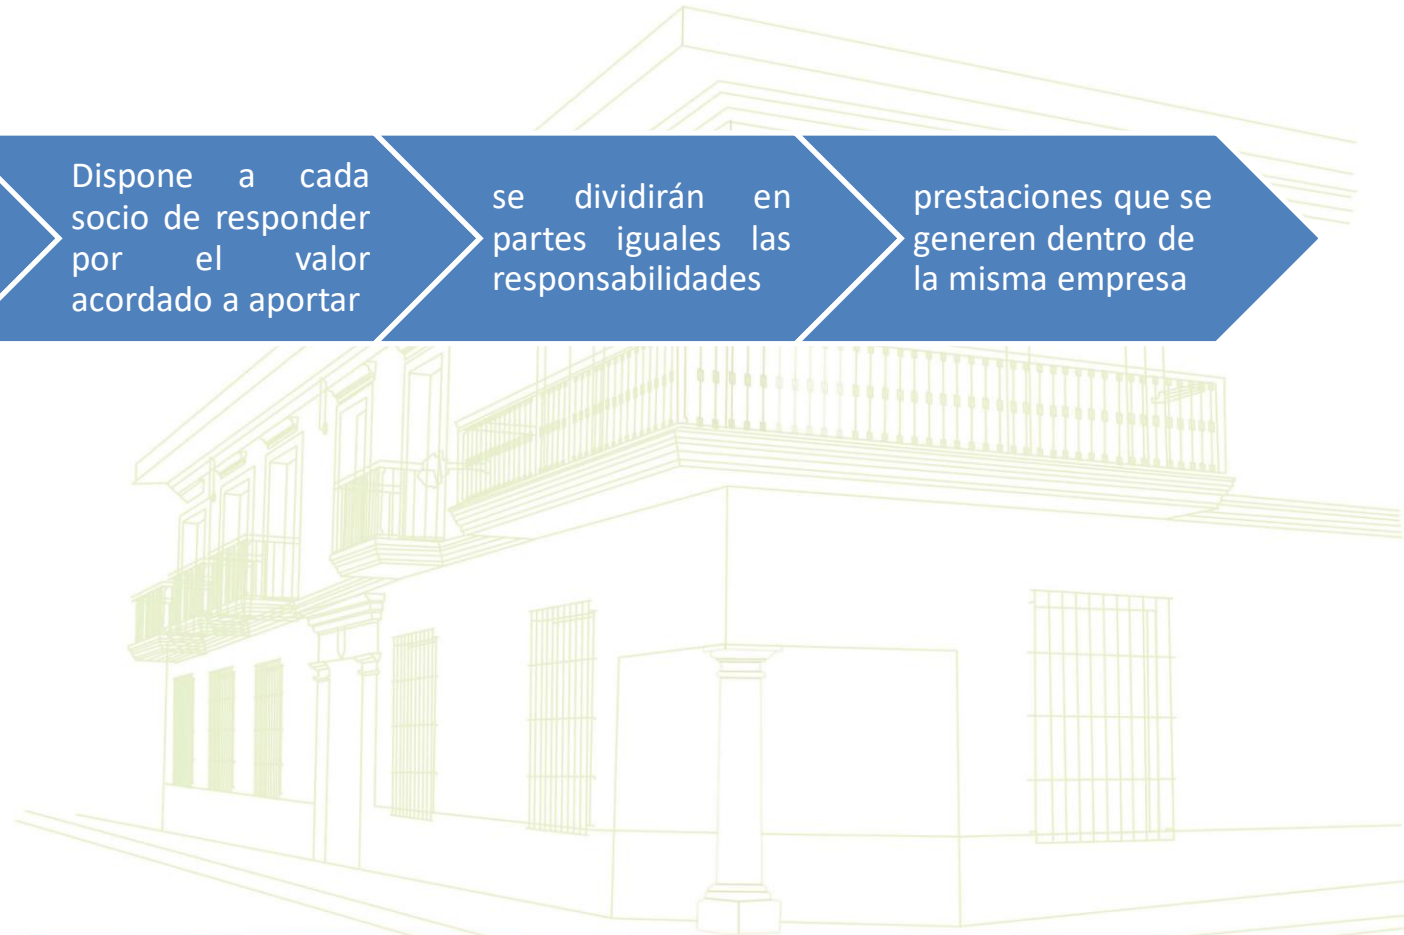 Dispone a cada
socio de responder
por el valor
acordado a aportar
se dividirán en
partes iguales las
responsabilidades
prestaciones que se
generen dentro de
la misma empresa